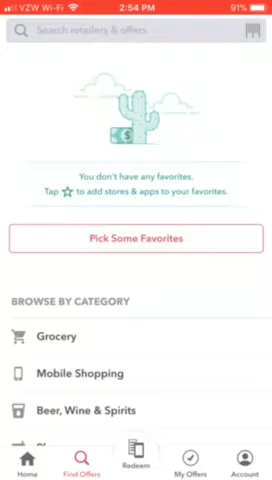 VZW Wi-Fi 2:54 PM 91%
Search retailers & offers
$
You don't have any favorites.
Tap to add stores & apps to your favorites.
Pick Some Favorites
BROWSE BY CATEGORY
Grocery
Mobile Shopping
Beer, Wine & Spirits
Home Find Offers Redeem My Offers Account